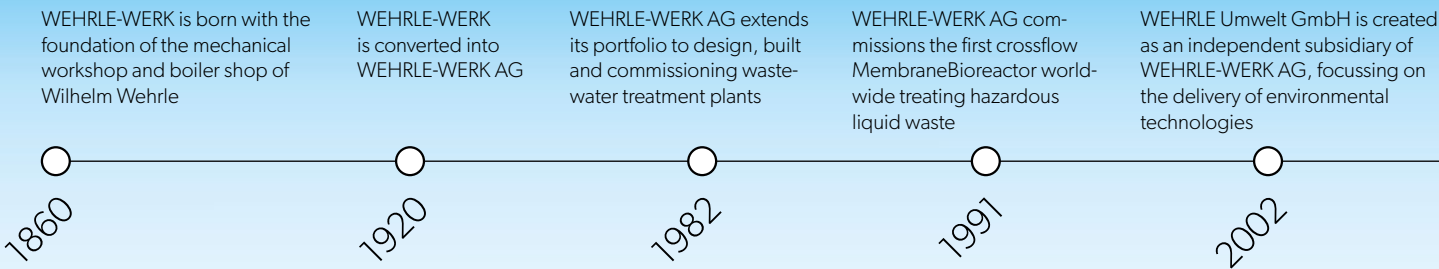 WEHRLE-WERK is born with the
foundation of the mechanical
workshop and boiler shop of
Wilhelm Wehrle
WEHRLE-WERK
is converted into
WEHRLE-WERK AG
WEHRLE-WERK AG extends
its portfolio to design, built
and commissioning waste-
water treatment plants
WEHRLE-WERK AG com-
missions the first crossflow
MembraneBioreactor world-
wide treating hazardous
liquid waste
WEHRLE Umwelt GmbH is created
as an independent subsidiary of
WEHRLE-WERK AG, focussing on
the delivery of environmental
technologies
1860
1920
1982
1991
2002